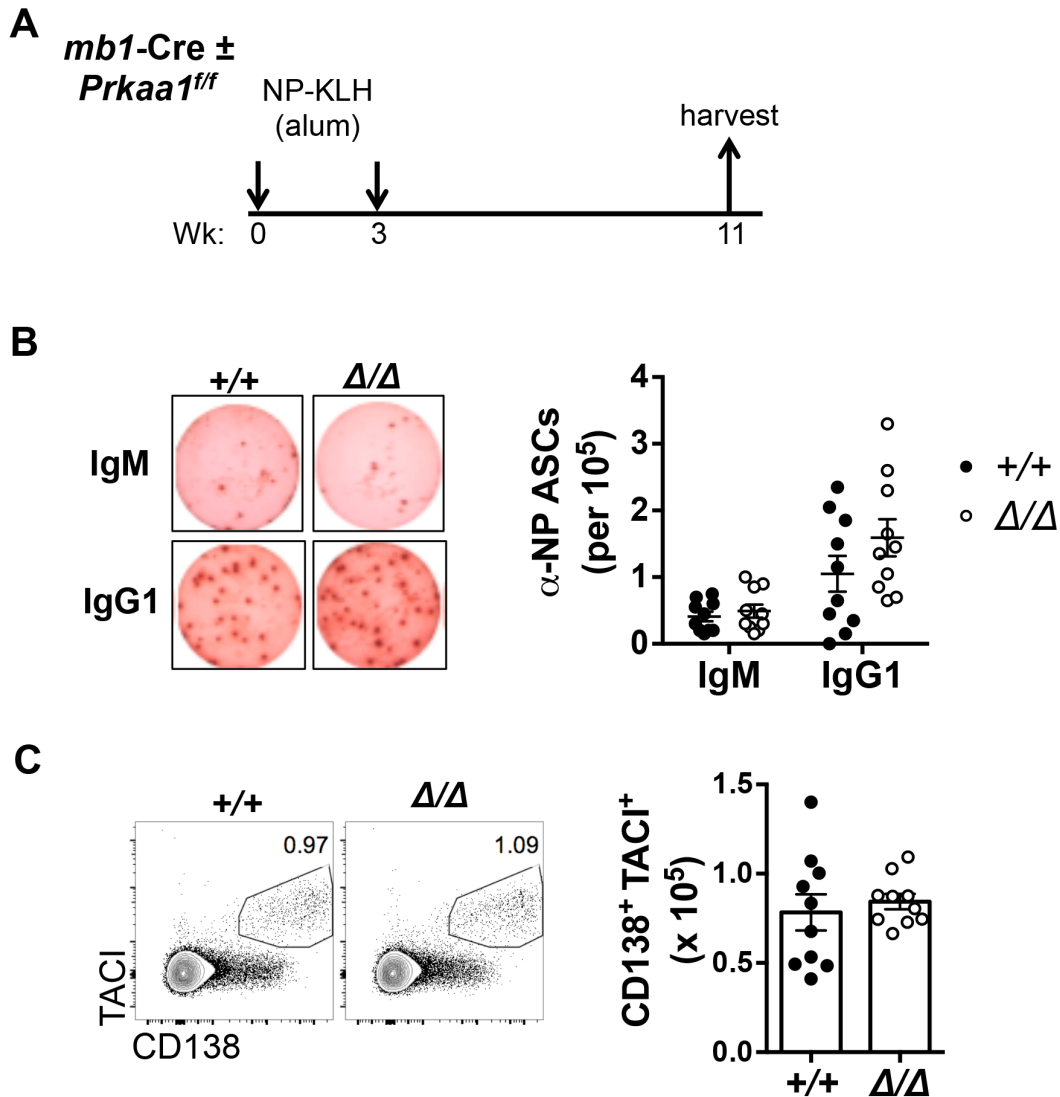 A
mb1-Cre ±
Prkaa1f/f
NP-KLH
(alum)
harvest
Wk: 0 3 11
B
+/+ Δ/Δ
IgM
IgG1
α-NP ASCs
(per 10⁵)
4
3
2
1
0
IgM IgG1
+/+
Δ/Δ
C
+/+ Δ/Δ
0.97 1.09
TACI
CD138
CD138⁺ TACI⁺
(x 10⁵)
1.5
1.0
0.5
0.0
+/+ Δ/Δ